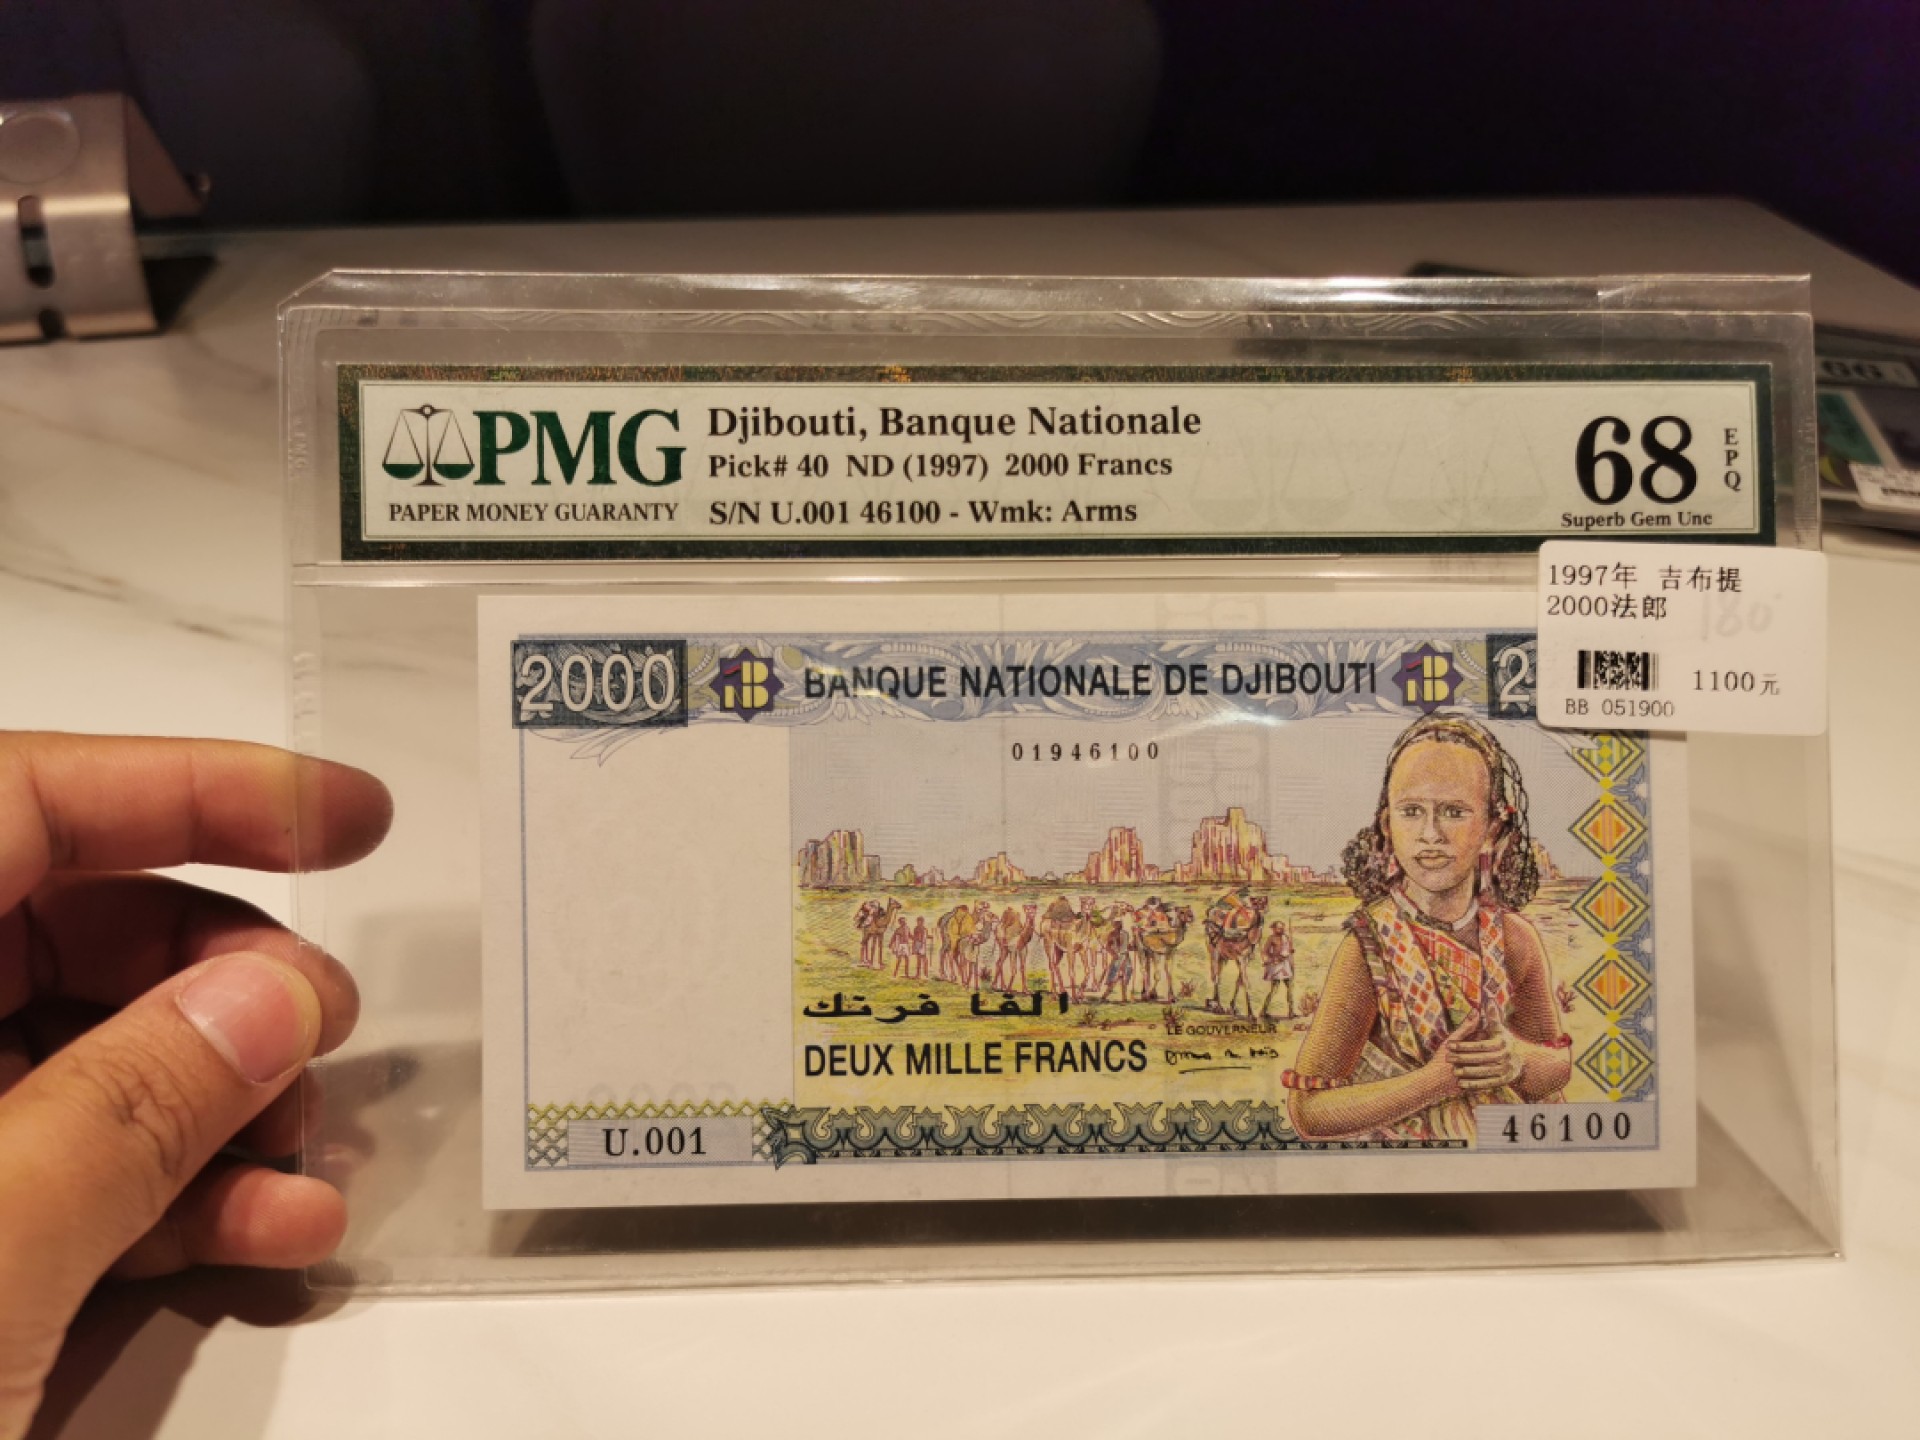 66
PMG
PAPER MONEY GUARANTY
Djibouti, Banque Nationale
Pick# 40 ND (1997) 2000 Francs
S/N U.001 46100 - Wmk: Arms
68
EPQ
Superb Gem Unc
1997年 吉布提
2000法郎
180
1100元
BB 051900
2000
BANQUE NATIONALE DE DJIBOUTI
2
01946100
الفا فرنك
LE GOUVERNEUR
DEUX MILLE FRANCS
U.001
46100